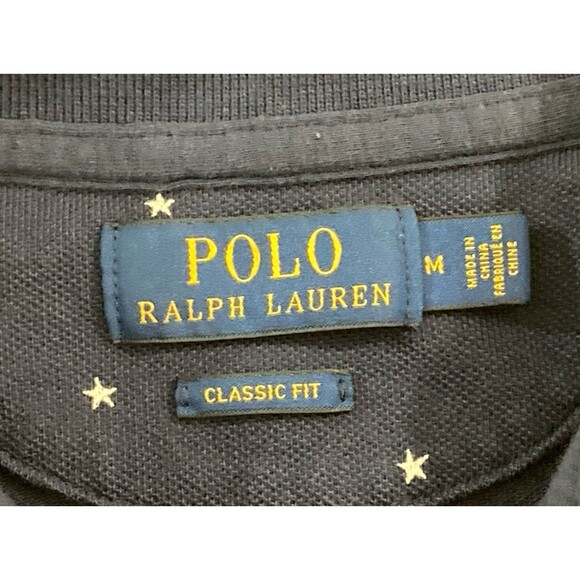 POLO
RALPH LAUREN
M
MADE IN
CHINA
FABRIQUÉ EN
CHINE
CLASSIC FIT